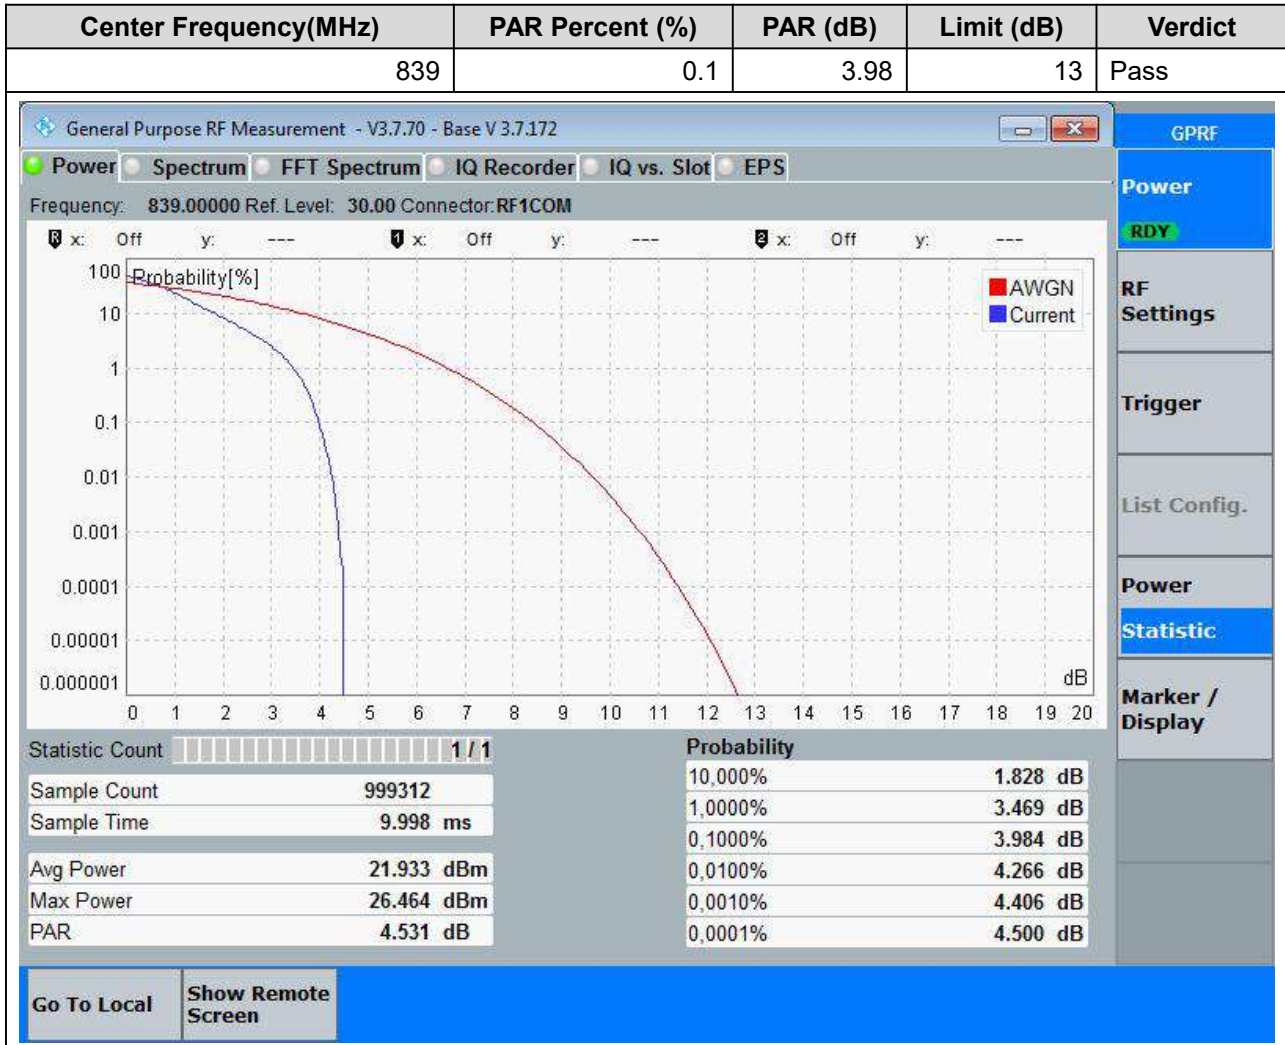 Center Frequency(MHz) PAR Percent (%) PAR (dB) Limit (dB) Verdict
839 0.1 3.98 13 Pass
General Purpose RF Measurement - V3.7.70 - Base V 3.7.172
GPRF
Power Spectrum FFT Spectrum IQ Recorder IQ vs. Slot EPS
Power
RDY
Frequency: 839.00000 Ref. Level: 30.00 Connector:RF1COM
R x: Off y: --- 1 x: Off y: --- 2 x: Off y: ---
Probability[%]
AWGN
Current
100
10
1
0.1
0.01
0.001
0.0001
0.00001
0.000001
dB
0 1 2 3 4 5 6 7 8 9 10 11 12 13 14 15 16 17 18 19 20
RF
Settings
Trigger
List Config.
Power
Statistic
Marker /
Display
Statistic Count 1 / 1
Sample Count 999312
Sample Time 9.998 ms
Avg Power 21.933 dBm
Max Power 26.464 dBm
PAR 4.531 dB
Probability
10,000% 1.828 dB
1,0000% 3.469 dB
0,1000% 3.984 dB
0,0100% 4.266 dB
0,0010% 4.406 dB
0,0001% 4.500 dB
Go To Local
Show Remote
Screen